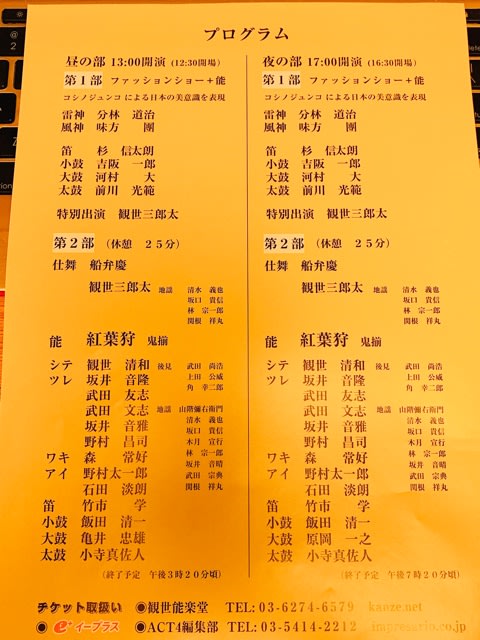 プログラム
昼の部 13:00開演 (12:30開場)
第1部 ファッションショー+能
コシノジュンコ による日本の美意識を表現
雷神 分林 道治
風神 味方 團
笛 杉 信太朗
小鼓 吉阪 一郎
大鼓 河村 大
太鼓 前川 光範
特別出演 観世三郎太
第2部 (休憩 25分)
仕舞 船弁慶
観世三郎太 地謡 清水 義也
坂口 貴信
林 宗一郎
関根 祥丸
能 紅葉狩 鬼揃
シテ 観世 清和 後見 武田 尚浩
ツレ 坂井 音隆 上田 公威
武田 友志 角 幸二郎
武田 文志 地謡 山階彌右衛門
坂井 音雅 清水 義也
坂口 貴信
野村 昌司 木月 宣行
ワキ 森 常好 林 宗一郎
坂井 音晴
アイ 野村太一郎 武田 宗典
石田 淡朗 関根 祥丸
笛 竹市 学
小鼓 飯田 清一
大鼓 亀井 忠雄
太鼓 小寺真佐人
(終了予定 午後3時20分頃)
夜の部 17:00開演 (16:30開場)
第1部 ファッションショー+能
コシノジュンコ による日本の美意識を表現
雷神 分林 道治
風神 味方 團
笛 杉 信太朗
小鼓 吉阪 一郎
大鼓 河村 大
太鼓 前川 光範
特別出演 観世三郎太
第2部 (休憩 25分)
仕舞 船弁慶
観世三郎太 地謡 清水 義也
坂口 貴信
林 宗一郎
関根 祥丸
能 紅葉狩 鬼揃
シテ 観世 清和 後見 武田 尚浩
ツレ 坂井 音隆 上田 公威
武田 友志 角 幸二郎
武田 文志 地謡 山階彌右衛門
坂井 音雅 清水 義也
坂口 貴信
野村 昌司 木月 宣行
ワキ 森 常好 林 宗一郎
坂井 音晴
アイ 野村太一郎 武田 宗典
石田 淡朗 関根 祥丸
笛 竹市 学
小鼓 飯田 清一
大鼓 原岡 一之
太鼓 小寺真佐人
(終了予定 午後7時20分頃)
チケット取扱い ◉観世能楽堂 TEL: 03-6274-6579 kanze.net
e+ イープラス ◉ACT4編集部 TEL: 03-5414-2212 impresario.co.jp